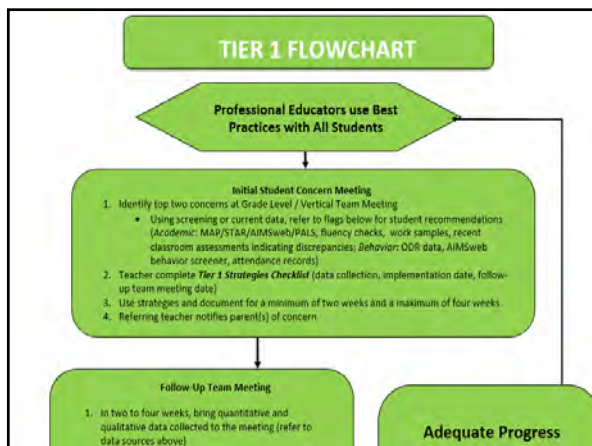 TIER 1 FLOWCHART
Professional Educators use Best
Practices with All Students
Initial Student Concern Meeting
1. Identify top two concerns at Grade Level / Vertical Team Meeting
• Using screening or current data, refer to flags below for student recommendations
(Academic: MAP/STAR/AIMSweb/PALS, fluency checks, work samples, recent
classroom assessments indicating discrepancies; Behavior: ODR data, AIMSweb
behavior screener, attendance records)
2. Teacher complete Tier 1 Strategies Checklist (data collection, implementation date, follow-
up team meeting date)
3. Use strategies and document for a minimum of two weeks and a maximum of four weeks
4. Referring teacher notifies parent(s) of concern
Follow-Up Team Meeting
1. In two to four weeks, bring quantitative and
qualitative data collected to the meeting (refer to
data sources above)
Adequate Progress